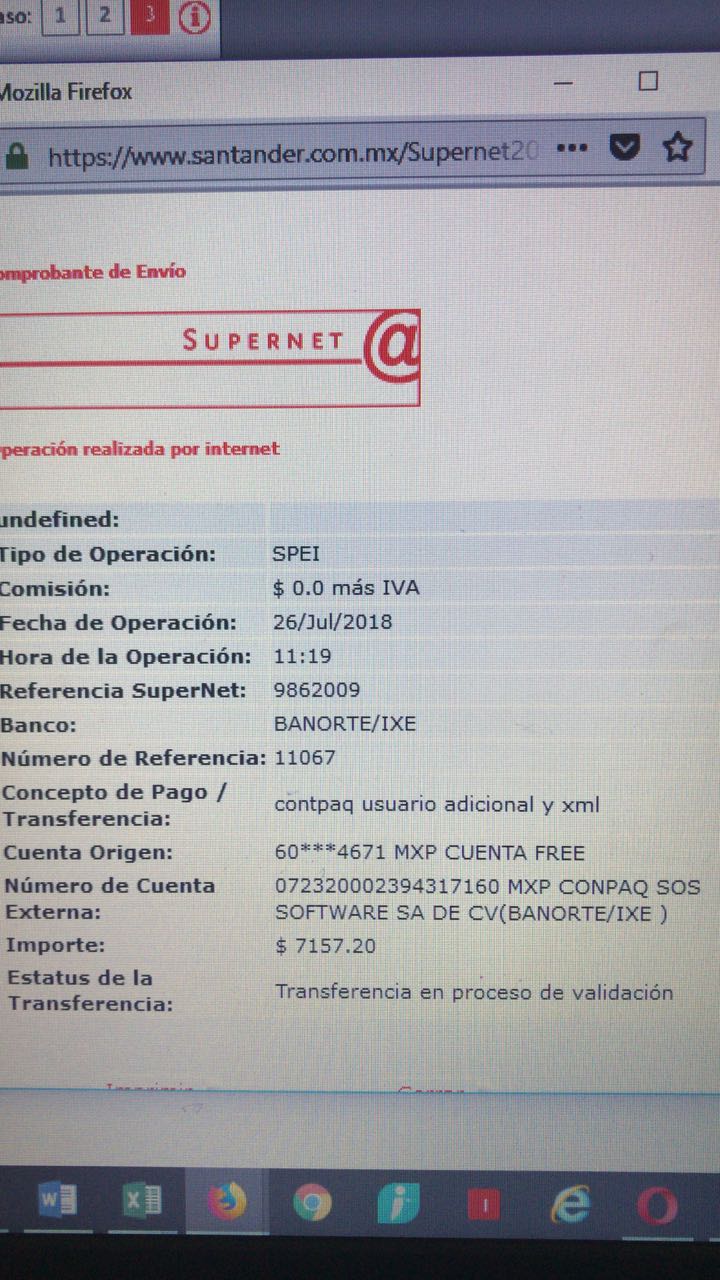 aso: 1 2 3 i
Mozilla Firefox
https://www.santander.com.mx/Supernet20
omprobante de Envío
SUPERNET @
peración realizada por internet
undefined:
Tipo de Operación: SPEI
Comisión: $ 0.0 más IVA
Fecha de Operación: 26/Jul/2018
Hora de la Operación: 11:19
Referencia SuperNet: 9862009
Banco: BANORTE/IXE
Número de Referencia: 11067
Concepto de Pago /
Transferencia: contpaq usuario adicional y xml
Cuenta Origen: 60***4671 MXP CUENTA FREE
Número de Cuenta 072320002394317160 MXP CONPAQ SOS
Externa: SOFTWARE SA DE CV(BANORTE/IXE )
Importe: $ 7157.20
Estatus de la
Transferencia: Transferencia en proceso de validación